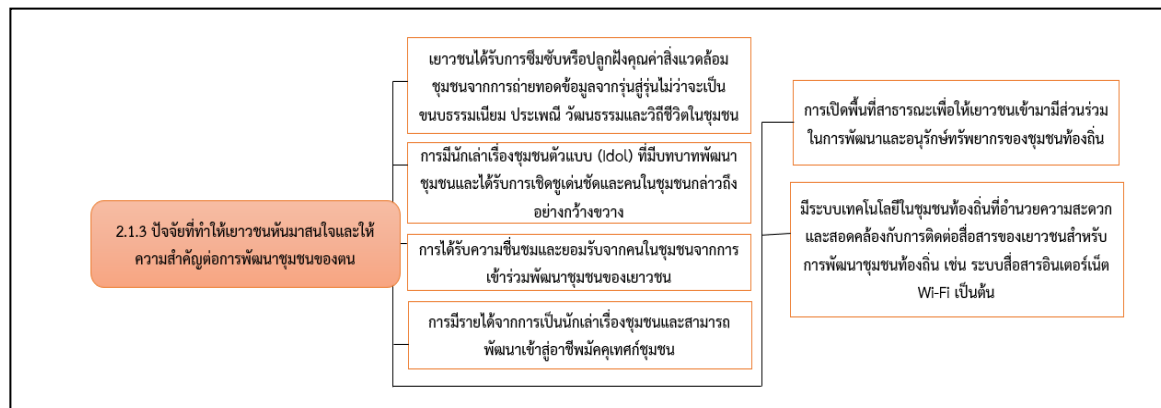 2.1.3 ปัจจัยที่ทำให้เยาวชนหันมาสนใจและให้
ความสำคัญต่อการพัฒนาชุมชนของตน
เยาวชนได้รับการซึมซับหรือปลูกฝังคุณค่าสิ่งแวดล้อม
ชุมชนจากการถ่ายทอดข้อมูลจากรุ่นสู่รุ่นไม่ว่าจะเป็น
ขนบธรรมเนียม ประเพณี วัฒนธรรมและวิถีชีวิตในชุมชน
การมีนักเล่าเรื่องชุมชนตัวแบบ (Idol) ที่มีบทบาทพัฒนา
ชุมชนและได้รับการเชิดชูเด่นชัดและคนในชุมชนกล่าวถึง
อย่างกว้างขวาง
การได้รับความชื่นชมและยอมรับจากคนในชุมชนจากการ
เข้าร่วมพัฒนาชุมชนของเยาวชน
การมีรายได้จากการเป็นนักเล่าเรื่องชุมชนและสามารถ
พัฒนาเข้าสู่อาชีพมัคคุเทศก์ชุมชน
การเปิดพื้นที่สาธารณะเพื่อให้เยาวชนเข้ามามีส่วนร่วม
ในการพัฒนาและอนุรักษ์ทรัพยากรของชุมชนท้องถิ่น
มีระบบเทคโนโลยีในชุมชนท้องถิ่นที่อำนวยความสะดวก
และสอดคล้องกับการติดต่อสื่อสารของเยาวชนสำหรับ
การพัฒนาชุมชนท้องถิ่น เช่น ระบบสื่อสารอินเตอร์เน็ต
Wi-Fi เป็นต้น